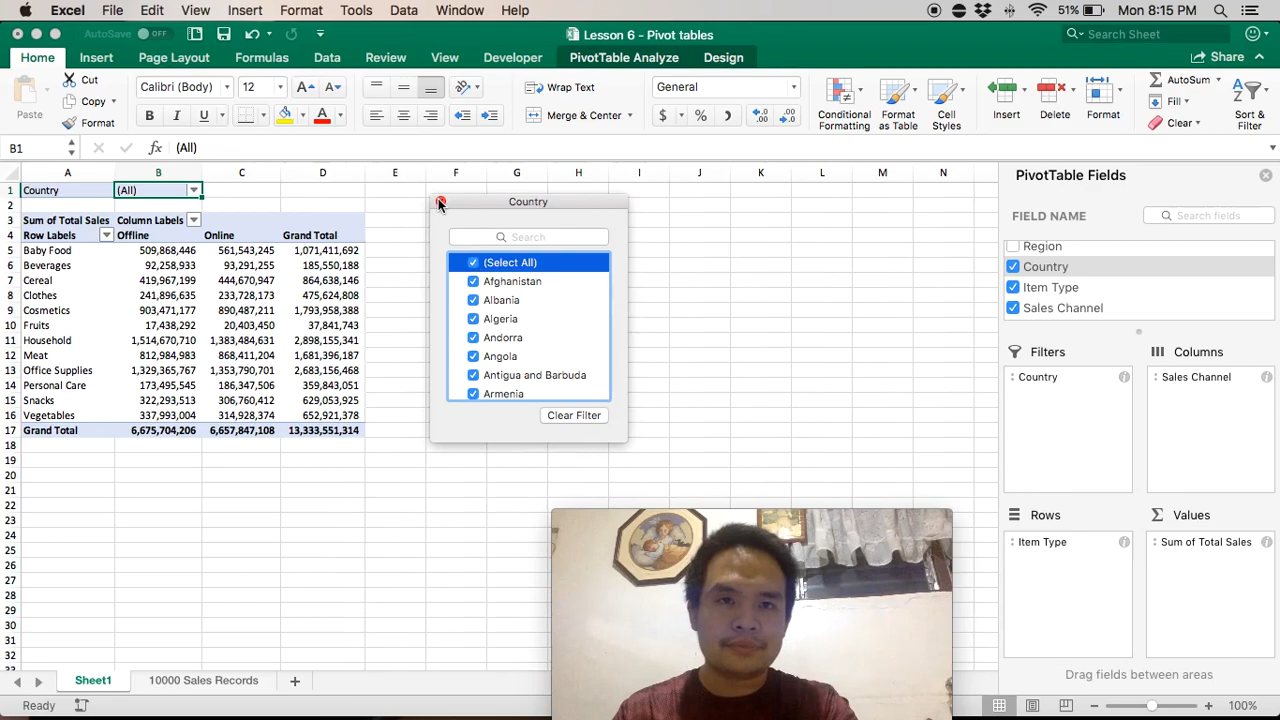 Excel File Edit View Insert Format Tools Data Window Help 51% Mon 8:15 PM
AutoSave OFF Lesson 6 - Pivot tables Search Sheet
Home Insert Page Layout Formulas Data Review View Developer PivotTable Analyze Design Share
Paste Cut Copy Format Calibri (Body) 12 Wrap Text Merge & Center General Conditional Formatting Format as Table Cell Styles Insert Delete Format AutoSum Fill Clear Sort & Filter
B1 fx (All)
A B C D E F G H I J K L M N
1 Country (All)
2
3 Sum of Total Sales Column Labels
4 Row Labels Offline Online Grand Total
5 Baby Food 509,868,446 561,543,245 1,071,411,692
6 Beverages 92,258,933 93,291,255 185,550,188
7 Cereal 419,967,199 444,670,947 864,638,146
8 Clothes 241,896,635 233,728,173 475,624,808
9 Cosmetics 903,471,177 890,487,211 1,793,958,388
10 Fruits 17,438,292 20,403,450 37,841,743
11 Household 1,514,670,710 1,383,484,631 2,898,155,341
12 Meat 812,984,983 868,411,204 1,681,396,187
13 Office Supplies 1,329,365,767 1,353,790,701 2,683,156,468
14 Personal Care 173,495,545 186,347,506 359,843,051
15 Snacks 322,293,513 306,760,412 629,053,925
16 Vegetables 337,993,004 314,928,374 652,921,378
17 Grand Total 6,675,704,206 6,657,847,108 13,333,551,314
18
19
20
21
22
23
24
25
26
27
28
29
30
31
32
33
Country
Search
(Select All)
Afghanistan
Albania
Algeria
Andorra
Angola
Antigua and Barbuda
Armenia
Clear Filter
PivotTable Fields
FIELD NAME Search fields
Region
Country
Item Type
Sales Channel
Filters Columns
Country Sales Channel
Rows Values
Item Type Sum of Total Sales
Drag fields between areas
Sheet1 10000 Sales Records
Ready 100%